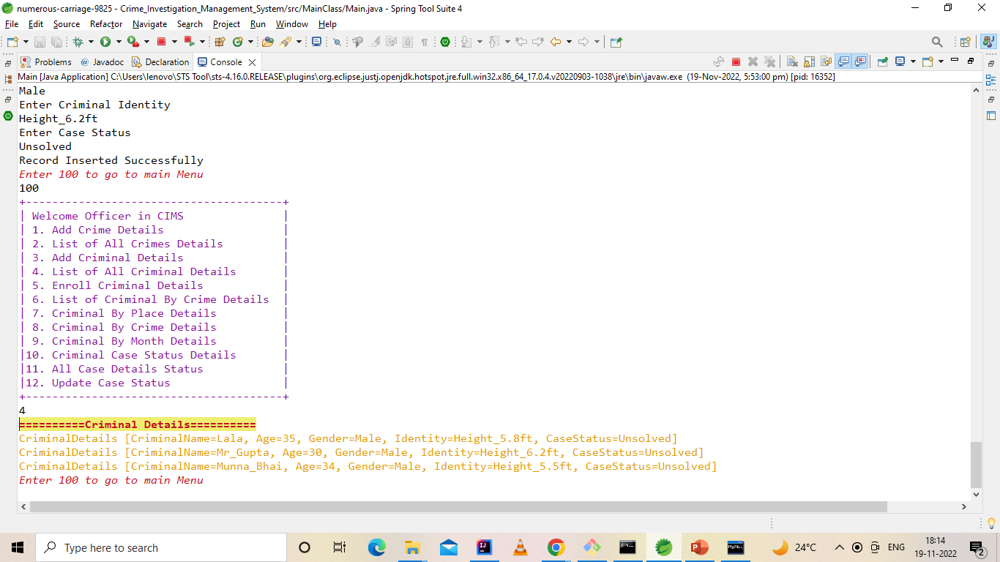 numerous-carriage-9825 - Crime_Investigation_Management_System/src/MainClass/Main.java - Spring Tool Suite 4
File Edit Source Refactor Navigate Search Project Run Window Help
Problems @ Javadoc Declaration Console
Main [Java Application] C:\Users\lenovo\STS Tool\sts-4.16.0.RELEASE\plugins\org.eclipse.justj.openjdk.hotspot.jre.full.win32.x86_64_17.0.4.v20220903-1038\jre\bin\javaw.exe (19-Nov-2022, 5:53:00 pm) [pid: 16352]
Male
Enter Criminal Identity
Height_6.2ft
Enter Case Status
Unsolved
Record Inserted Successfully
Enter 100 to go to main Menu
100
+---------------------------------------+
| Welcome Officer in CIMS               |
| 1. Add Crime Details                  |
| 2. List of All Crimes Details         |
| 3. Add Criminal Details               |
| 4. List of All Criminal Details       |
| 5. Enroll Criminal Details            |
| 6. List of Criminal By Crime Details  |
| 7. Criminal By Place Details          |
| 8. Criminal By Crime Details          |
| 9. Criminal By Month Details          |
|10. Criminal Case Status Details       |
|11. All Case Details Status            |
|12. Update Case Status                 |
+---------------------------------------+
4
==========Criminal Details==========
CriminalDetails [CriminalName=Lala, Age=35, Gender=Male, Identity=Height_5.8ft, CaseStatus=Unsolved]
CriminalDetails [CriminalName=Mr_Gupta, Age=30, Gender=Male, Identity=Height_6.2ft, CaseStatus=Unsolved]
CriminalDetails [CriminalName=Munna_Bhai, Age=34, Gender=Male, Identity=Height_5.5ft, CaseStatus=Unsolved]
Enter 100 to go to main Menu
Type here to search
24°C
ENG
18:14
19-11-2022
2